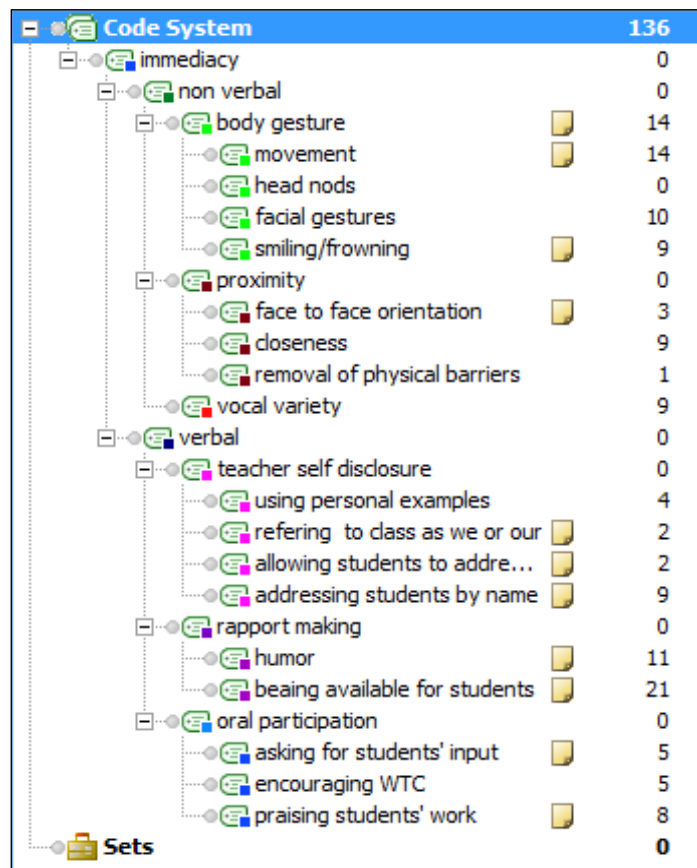 Code System 136
immediacy 0
non verbal 0
body gesture 14
movement 14
head nods 0
facial gestures 10
smiling/frowning 9
proximity 0
face to face orientation 3
closeness 9
removal of physical barriers 1
vocal variety 9
verbal 0
teacher self disclosure 0
using personal examples 4
refering to class as we or our 2
allowing students to addre... 2
addressing students by name 9
rapport making 0
humor 11
beaing available for students 21
oral participation 0
asking for students' input 5
encouraging WTC 5
praising students' work 8
Sets 0